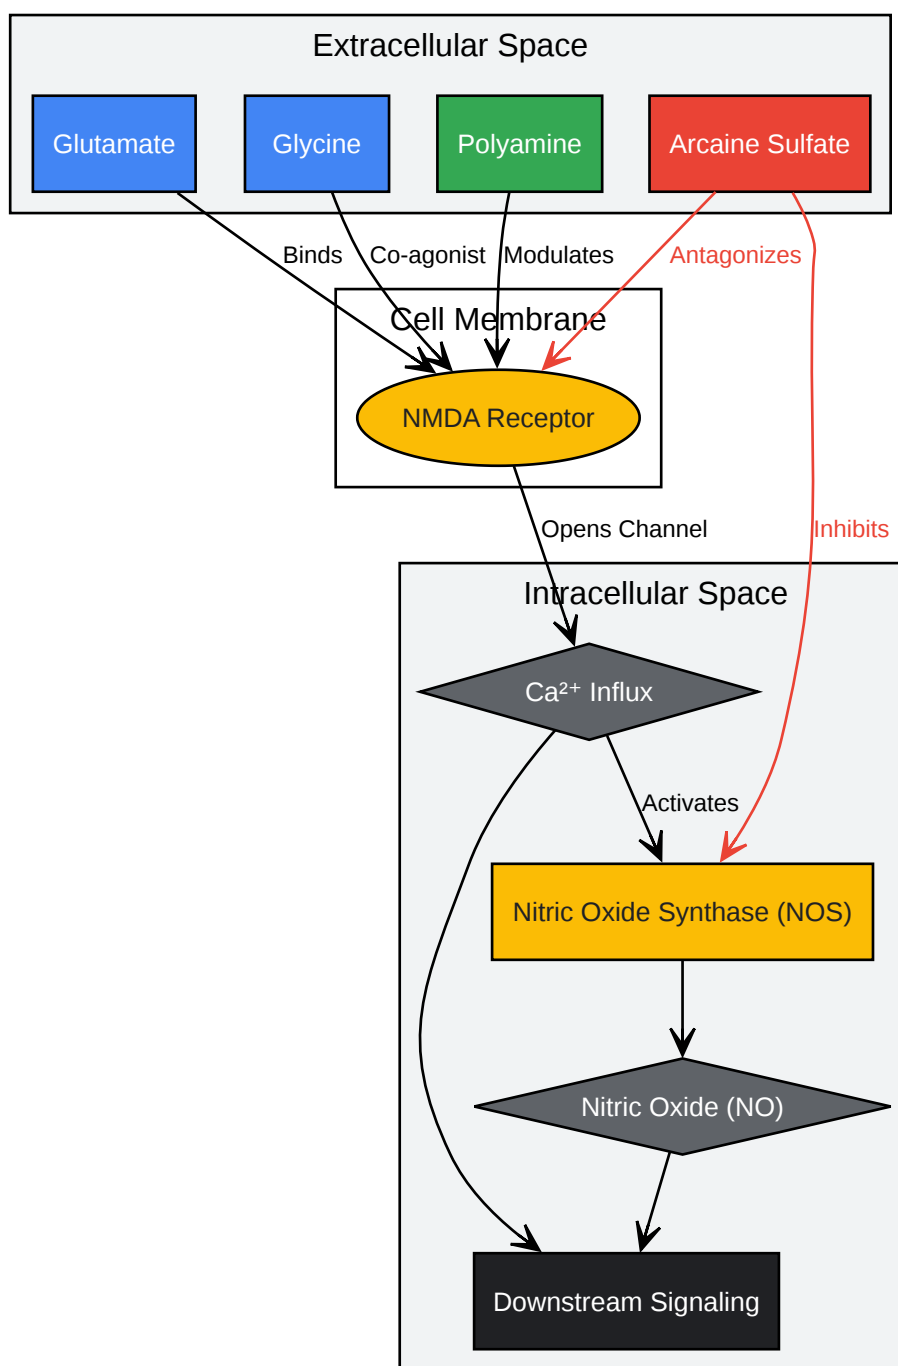 Extracellular Space
Glutamate
Glycine
Polyamine
Arcaine Sulfate
Binds
Co-agonist
Modulates
Antagonizes
Cell Membrane
NMDA Receptor
Opens Channel
Inhibits
Intracellular Space
Ca²⁺ Influx
Activates
Nitric Oxide Synthase (NOS)
Nitric Oxide (NO)
Downstream Signaling